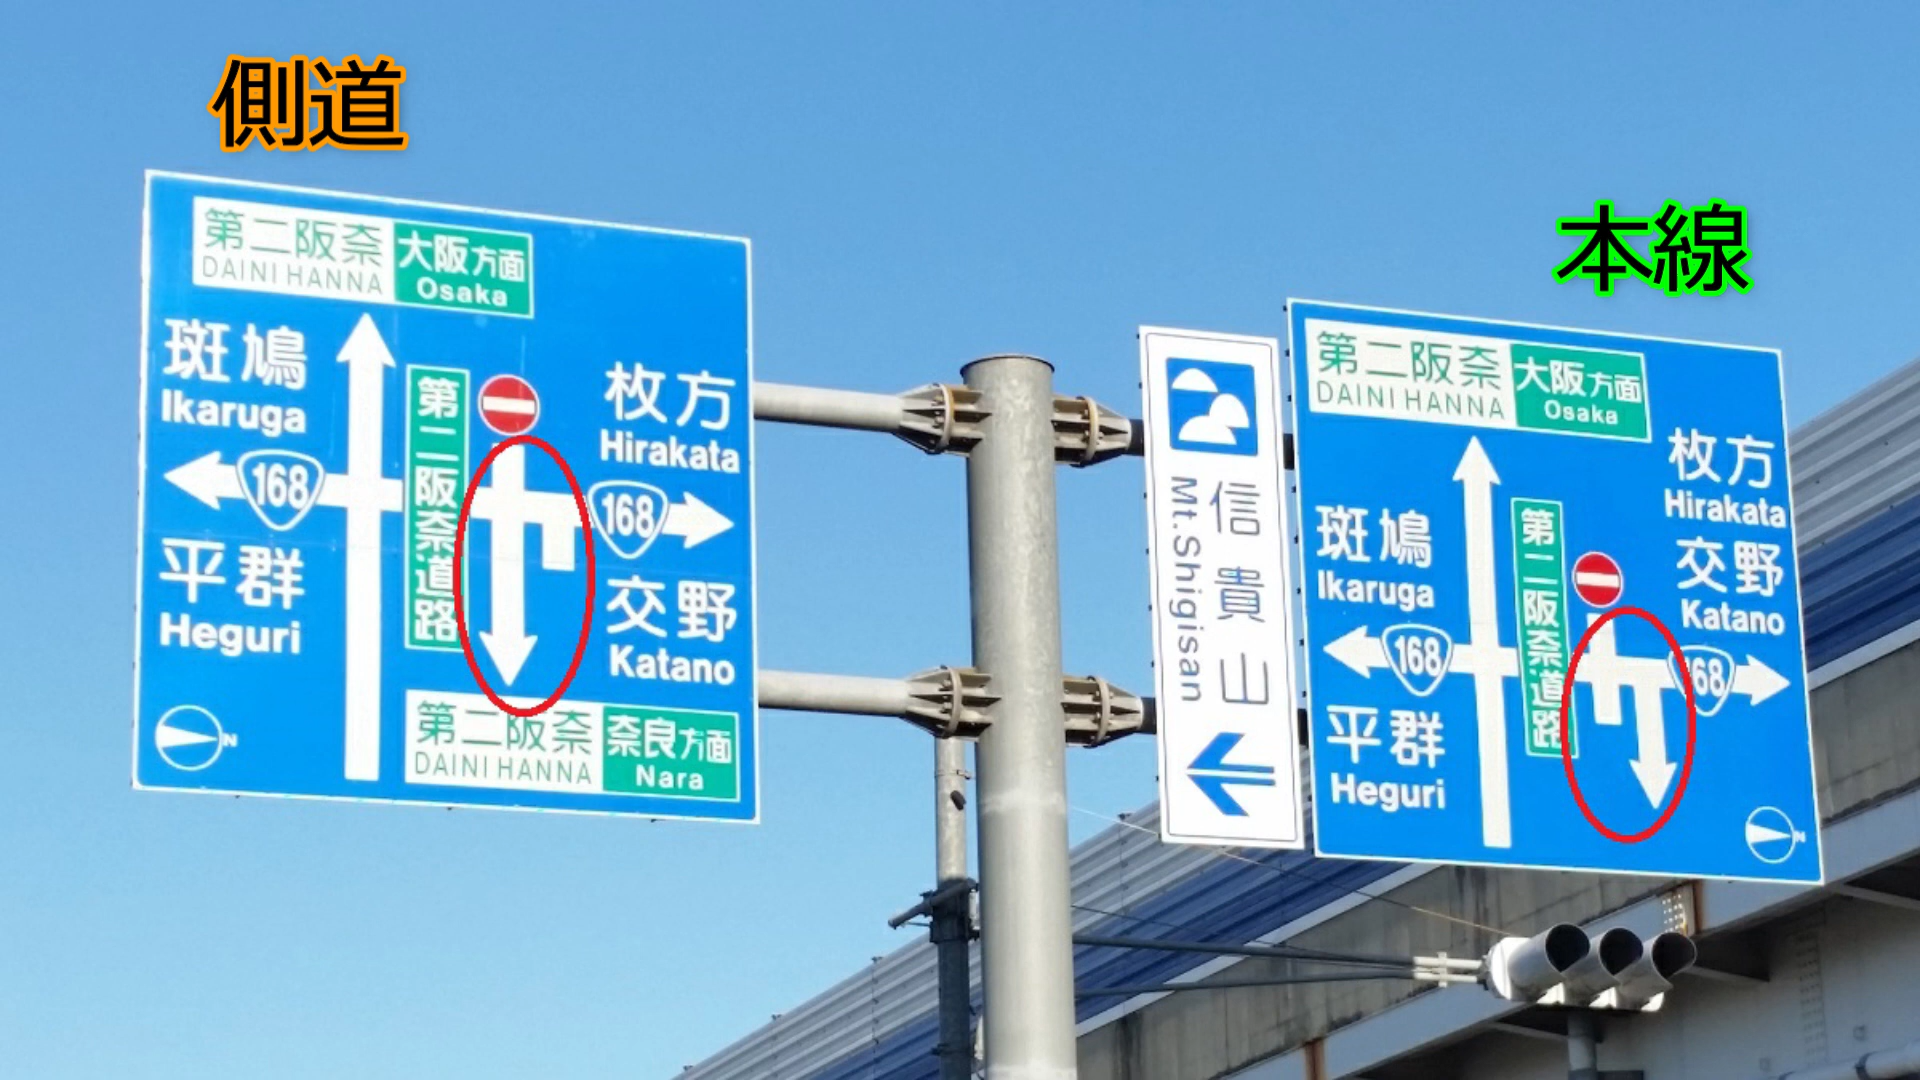 側道
第二阪奈
DAINI HANNA
大阪方面
Osaka
斑鳩
Ikaruga
168
平群
Heguri
第二阪奈道路
枚方
Hirakata
168
交野
Katano
第二阪奈
DAINI HANNA
奈良方面
Nara
N
信貴山
Mt.Shigisan
本線
第二阪奈
DAINI HANNA
大阪方面
Osaka
斑鳩
Ikaruga
168
平群
Heguri
第二阪奈道路
枚方
Hirakata
交野
Katano
168
N